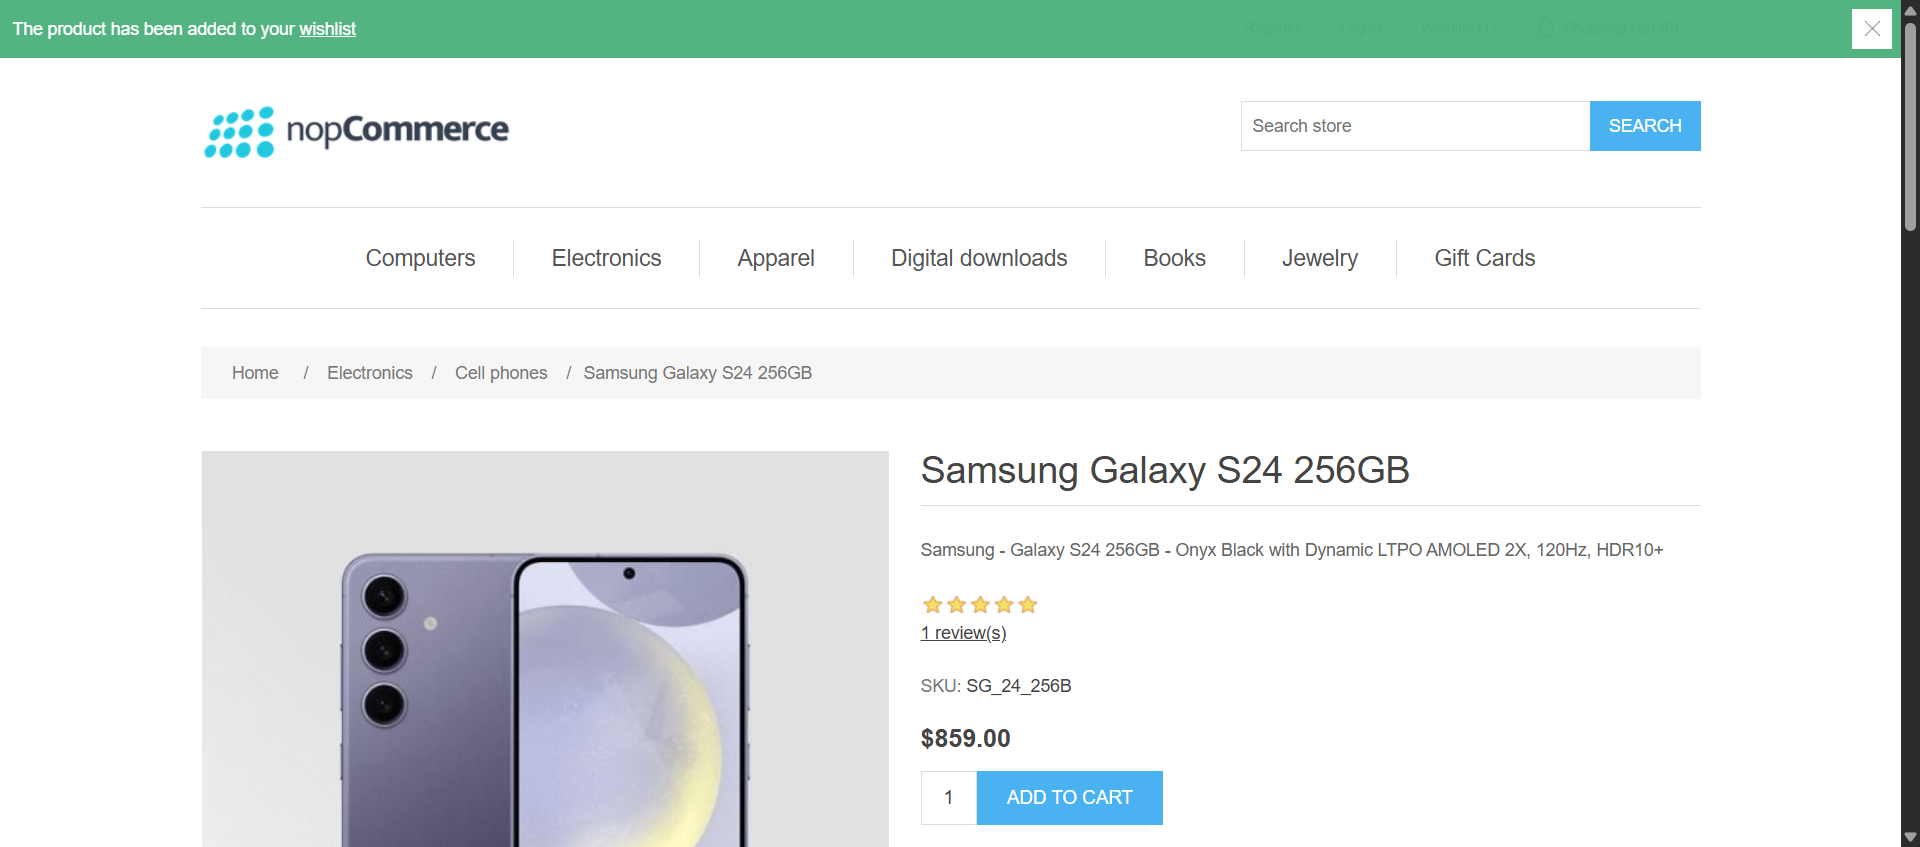 The product has been added to your wishlist
Register Log in Wishlist (1) Shopping cart (0)
nopCommerce
Search store SEARCH
Computers Electronics Apparel Digital downloads Books Jewelry Gift Cards
Home / Electronics / Cell phones / Samsung Galaxy S24 256GB
Samsung Galaxy S24 256GB
Samsung - Galaxy S24 256GB - Onyx Black with Dynamic LTPO AMOLED 2X, 120Hz, HDR10+
1 review(s)
SKU: SG_24_256B
$859.00
1 ADD TO CART